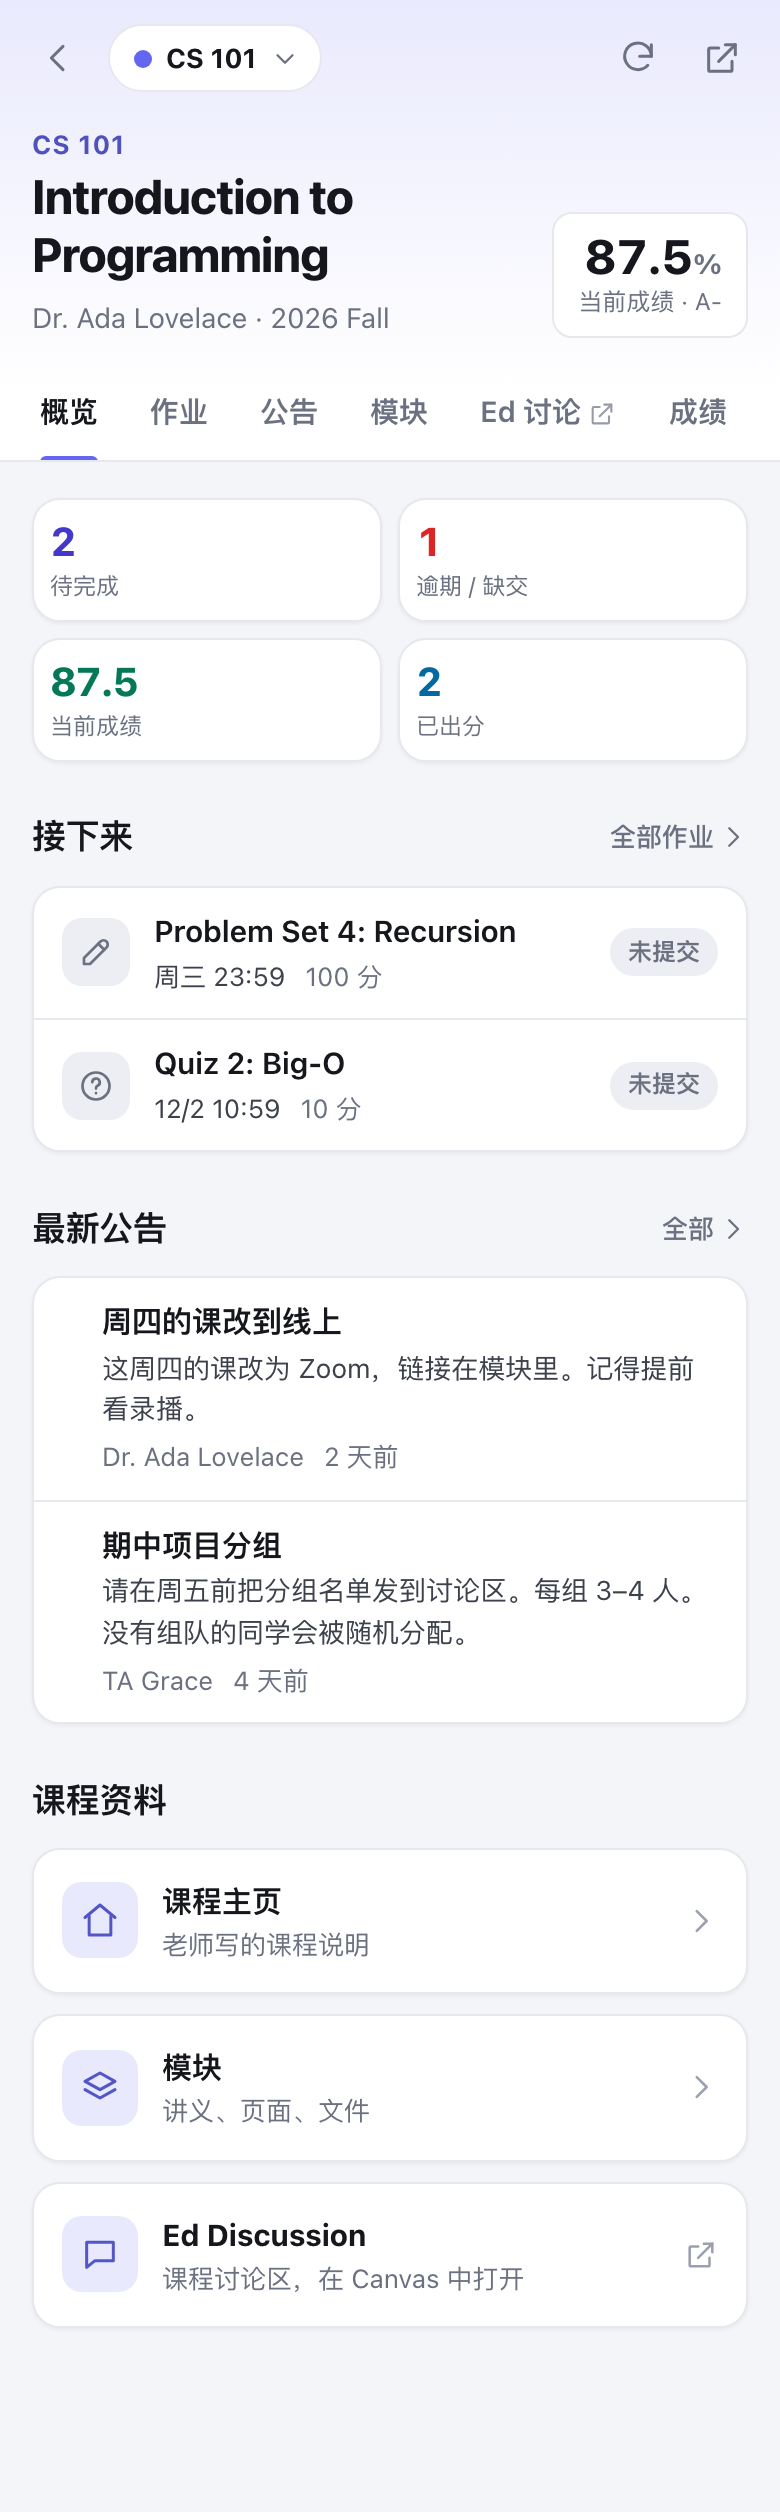 CS 101
CS 101
Introduction to
Programming
Dr. Ada Lovelace · 2026 Fall
87.5%
当前成绩 · A-
概览
作业
公告
模块
Ed 讨论
成绩
2
待完成
1
逾期 / 缺交
87.5
当前成绩
2
已出分
接下来
全部作业
Problem Set 4: Recursion
周三 23:59 100 分
未提交
Quiz 2: Big-O
12/2 10:59 10 分
未提交
最新公告
全部
周四的课改到线上
这周四的课改为 Zoom，链接在模块里。记得提前
看录播。
Dr. Ada Lovelace 2 天前
期中项目分组
请在周五前把分组名单发到讨论区。每组 3–4 人。
没有组队的同学会被随机分配。
TA Grace 4 天前
课程资料
课程主页
老师写的课程说明
模块
讲义、页面、文件
Ed Discussion
课程讨论区，在 Canvas 中打开